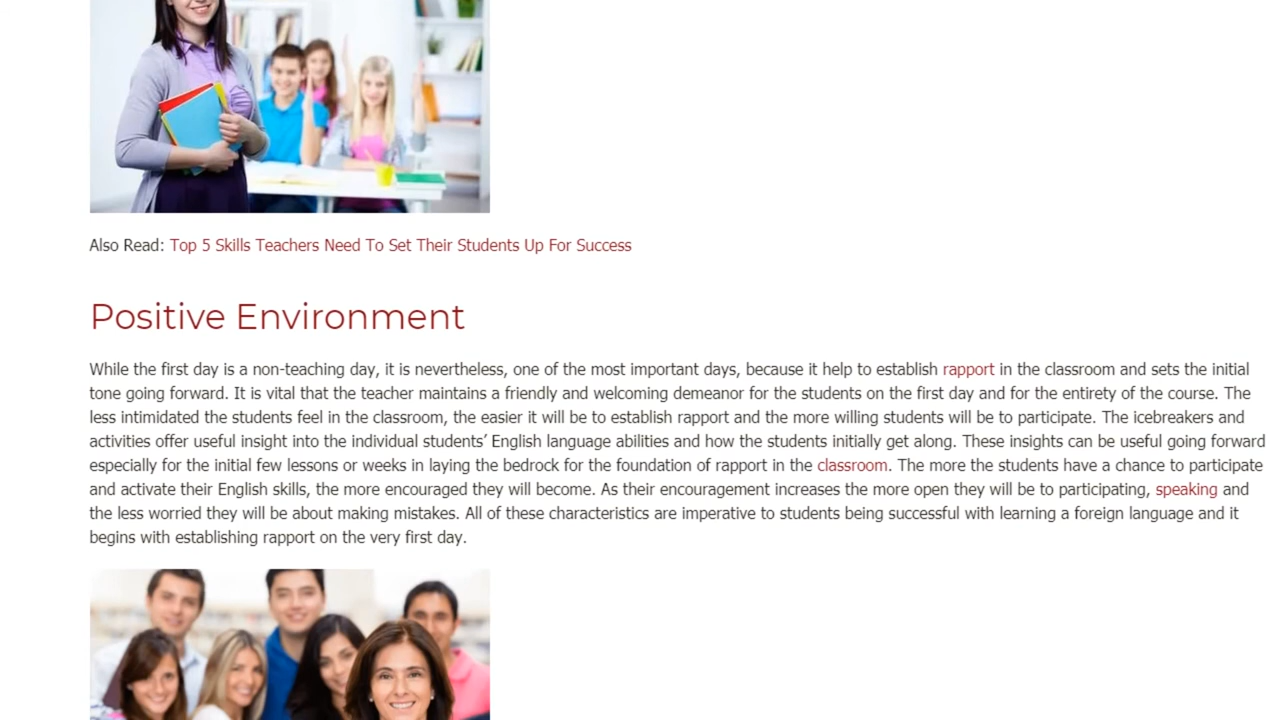 Also Read: Top 5 Skills Teachers Need To Set Their Students Up For Success
Positive Environment
While the first day is a non-teaching day, it is nevertheless, one of the most important days, because it help to establish rapport in the classroom and sets the initial
tone going forward. It is vital that the teacher maintains a friendly and welcoming demeanor for the students on the first day and for the entirety of the course. The
less intimidated the students feel in the classroom, the easier it will be to establish rapport and the more willing students will be to participate. The icebreakers and
activities offer useful insight into the individual students’ English language abilities and how the students initially get along. These insights can be useful going forward
especially for the initial few lessons or weeks in laying the bedrock for the foundation of rapport in the classroom. The more the students have a chance to participate
and activate their English skills, the more encouraged they will become. As their encouragement increases the more open they will be to participating, speaking and
the less worried they will be about making mistakes. All of these characteristics are imperative to students being successful with learning a foreign language and it
begins with establishing rapport on the very first day.